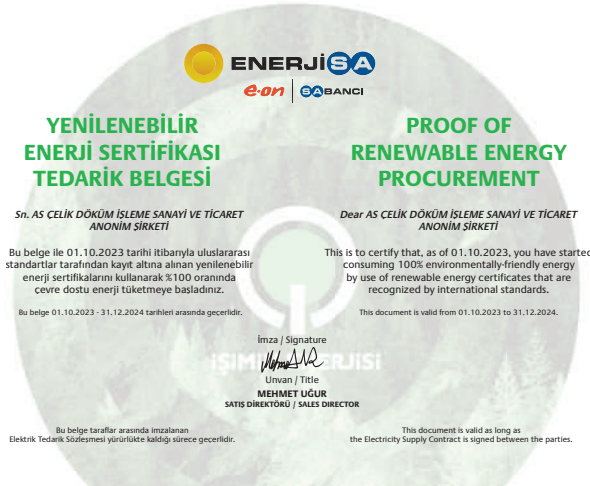 ENERJİSA
e·on | SABANCI
YENİLENEBİLİR
ENERJİ SERTİFİKASI
TEDARİK BELGESİ
Sn. AS ÇELİK DÖKÜM İŞLEME SANAYİ VE TİCARET
ANONİM ŞİRKETİ
Bu belge ile 01.10.2023 tarihi itibarıyla uluslararası
standartlar tarafından kayıt altına alınan yenilenebilir
enerji sertifikalarını kullanarak %100 oranında
çevre dostu enerji tüketmeye başladınız.
Bu belge 01.10.2023 - 31.12.2024 tarihleri arasında geçerlidir.
PROOF OF
RENEWABLE ENERGY
PROCUREMENT
Dear AS ÇELİK DÖKÜM İŞLEME SANAYİ VE TİCARET
ANONİM ŞİRKETİ
This is to certify that, as of 01.10.2023, you have started
consuming 100% environmentally-friendly energy
by use of renewable energy certificates that are
recognized by international standards.
This document is valid from 01.10.2023 to 31.12.2024.
İmza / Signature
Unvan / Title
MEHMET UĞUR
SATIŞ DİREKTÖRÜ / SALES DIRECTOR
Bu belge taraflar arasında imzalanan
Elektrik Tedarik Sözleşmesi yürürlükte kaldığı sürece geçerlidir.
This document is valid as long as
the Electricity Supply Contract is signed between the parties.